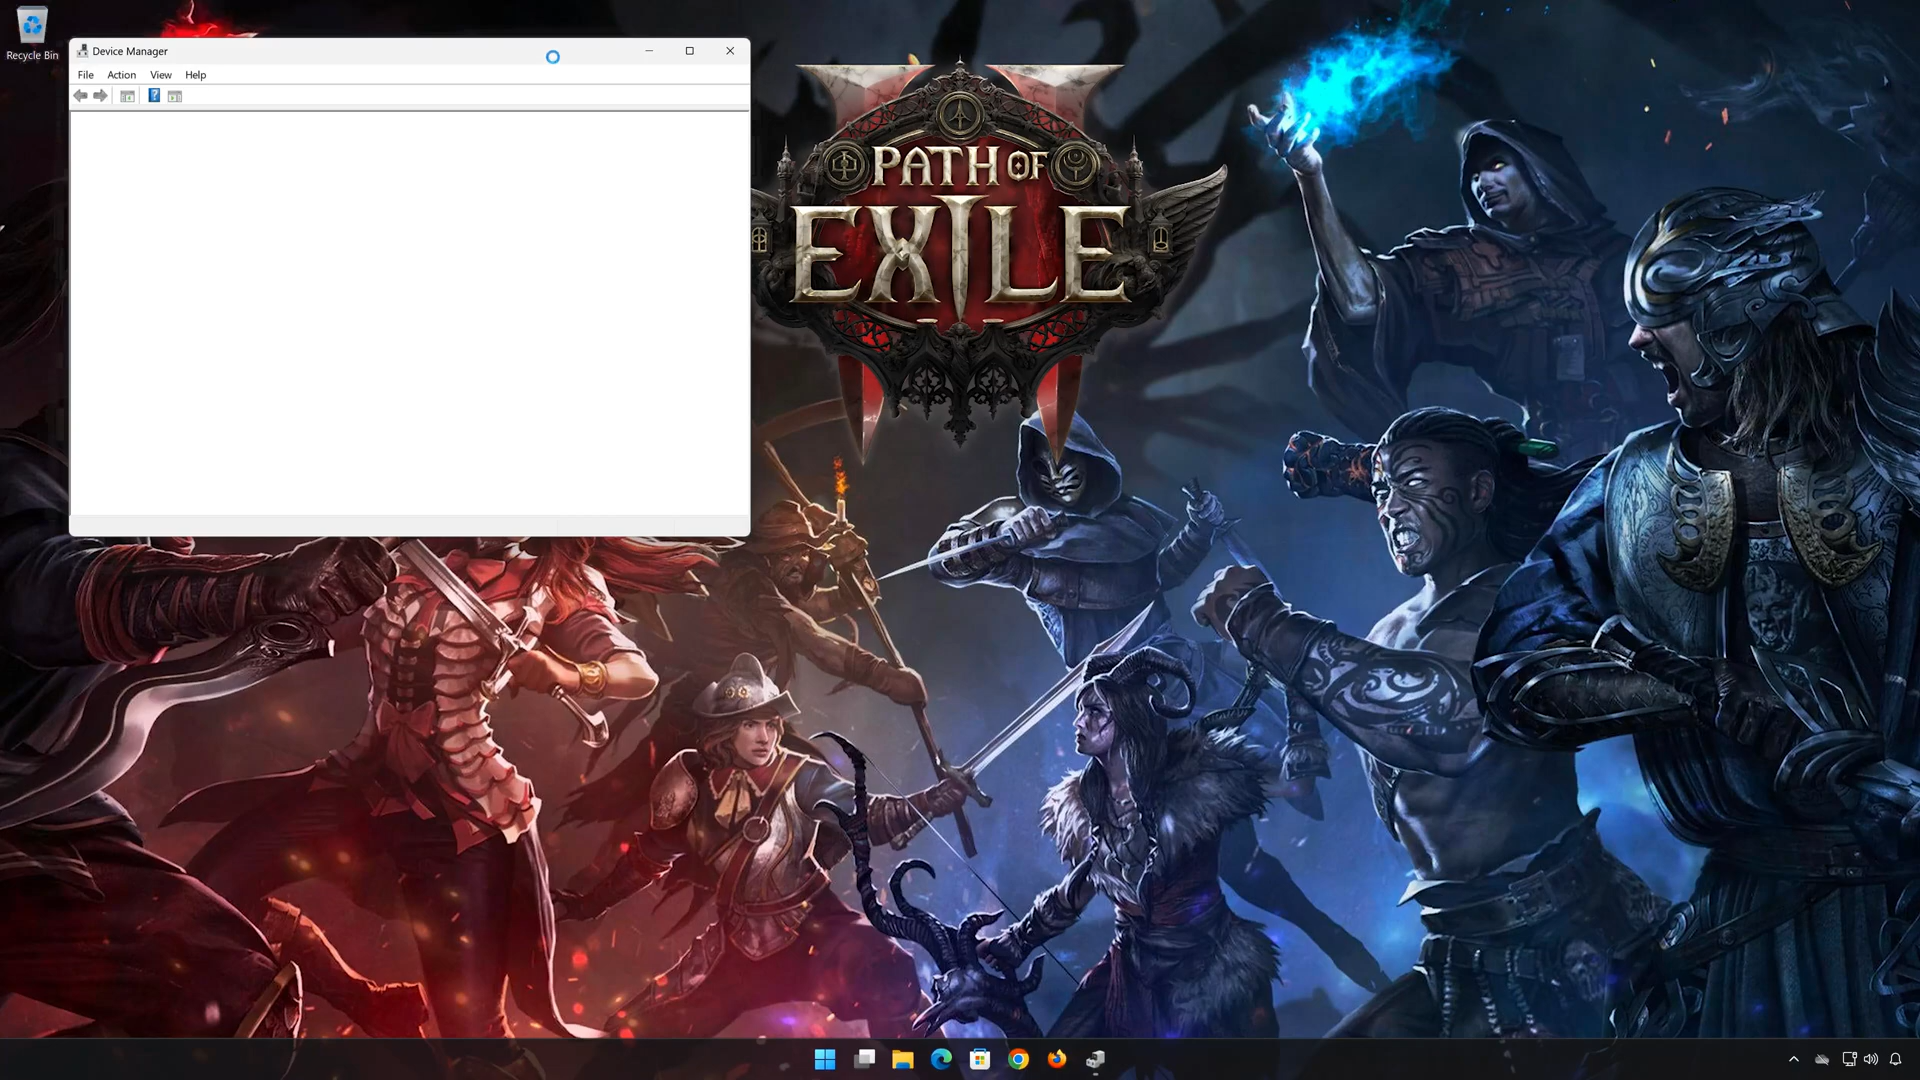 Recycle Bin
Device Manager
File Action View Help
PATH OF
EXILE